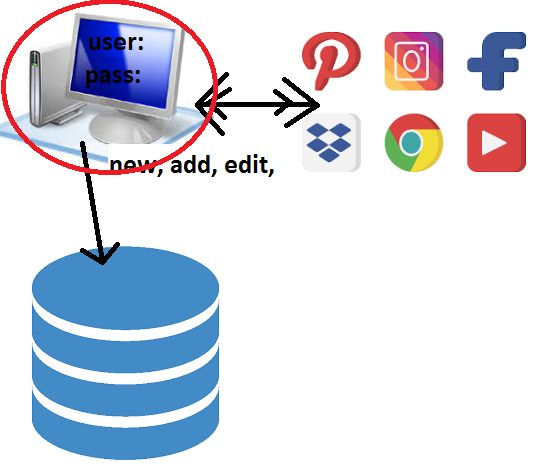 user:
pass:
new, add, edit,